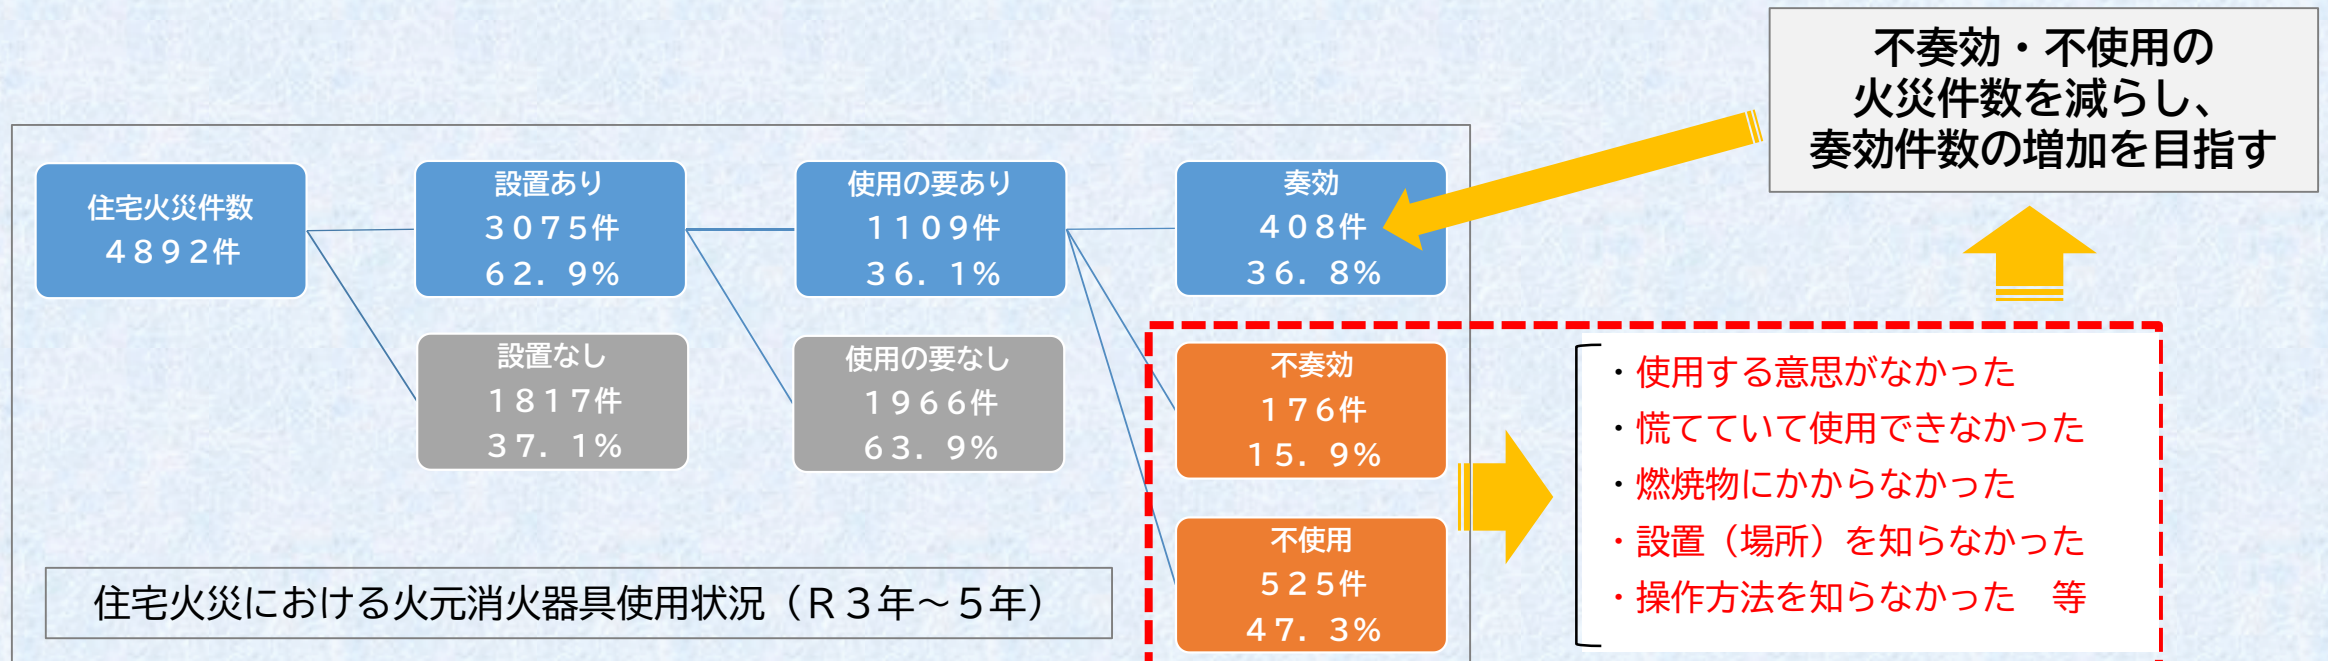 不奏効・不使用の
火災件数を減らし、
奏効件数の増加を目指す
住宅火災件数
４８９２件
設置あり
３０７５件
６２．９％
使用の要あり
１１０９件
３６．１％
奏効
４０８件
３６．８％
設置なし
１８１７件
３７．１％
使用の要なし
１９６６件
６３．９％
不奏効
１７６件
１５．９％
不使用
５２５件
４７．３％
・使用する意思がなかった
・慌てていて使用できなかった
・燃焼物にかからなかった
・設置（場所）を知らなかった
・操作方法を知らなかった　等
住宅火災における火元消火器具使用状況（Ｒ３年～５年）